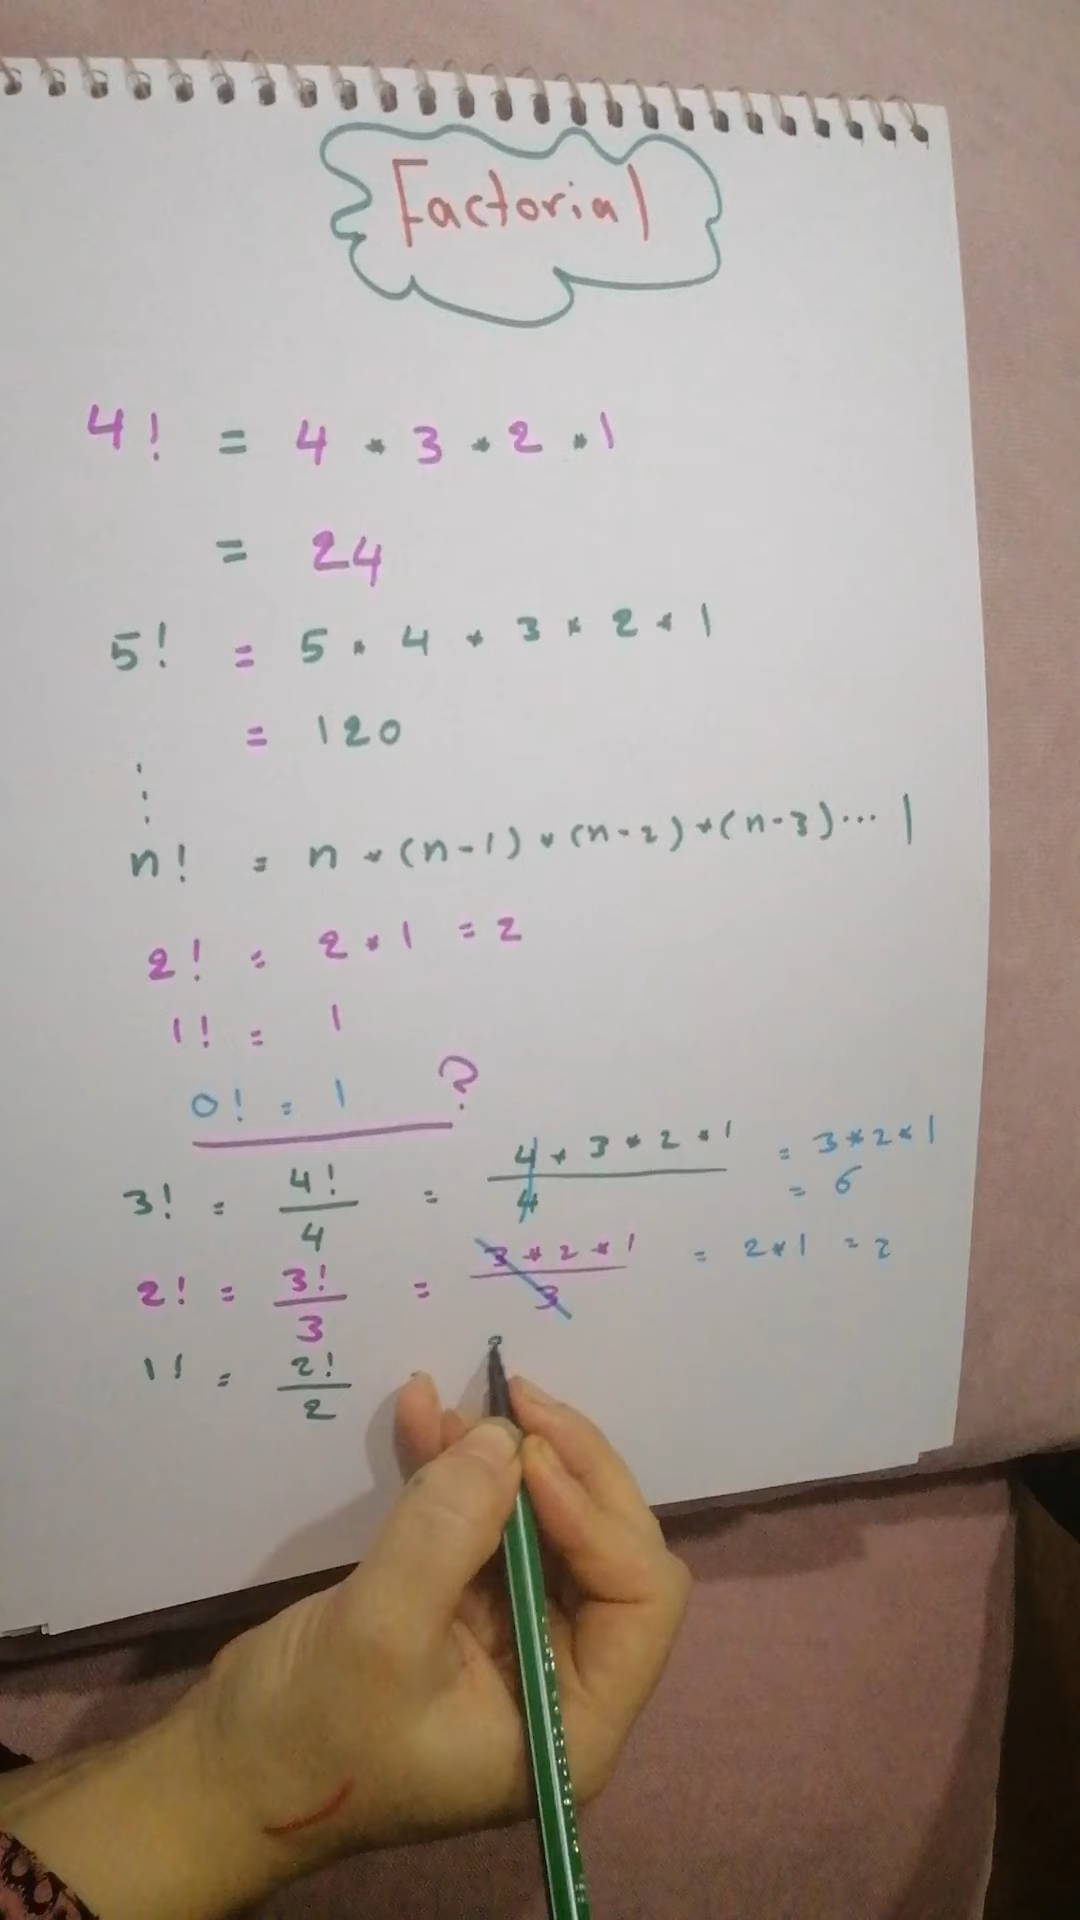 Factorial
4! = 4 * 3 * 2 * 1
= 24
5! = 5 * 4 * 3 * 2 * 1
= 120
⋮
n! = n * (n-1) * (n-2) * (n-3) ... 1
2! = 2 * 1 = 2
1! = 1
0! = 1 ?
3! = 4!/4 = 4 * 3 * 2 * 1/4 = 3 * 2 * 1
= 6
2! = 3!/3 = 3 * 2 * 1/3 = 2 * 1 = 2
1! = 2!/2 = 2